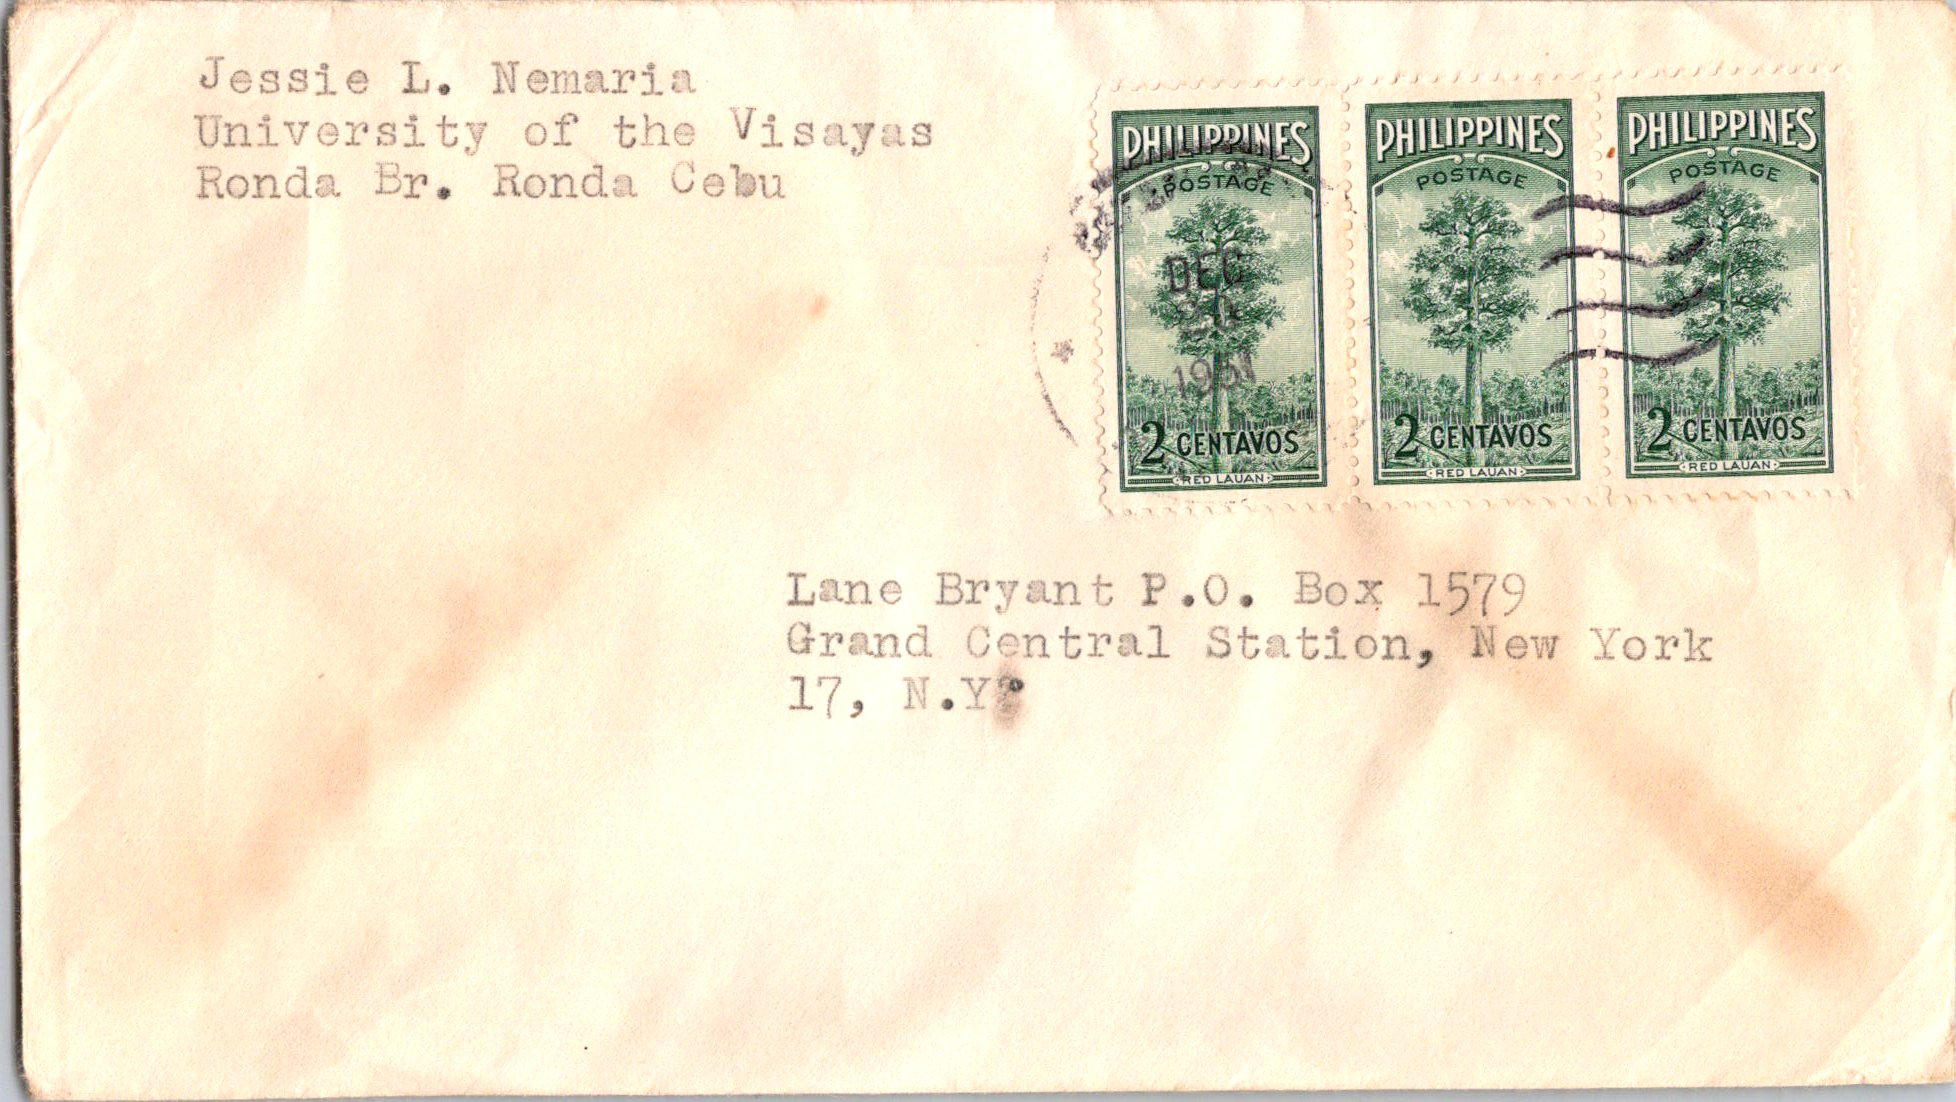 Jessie L. Nemaria
University of the Visayas
Ronda Br. Ronda Cebu
PHILIPPINES
POSTAGE
2 CENTAVOS
RED LAUAN
PHILIPPINES
POSTAGE
2 CENTAVOS
RED LAUAN
PHILIPPINES
POSTAGE
2 CENTAVOS
RED LAUAN
DEC
Lane Bryant P.O. Box 1579
Grand Central Station, New York
17, N.Y